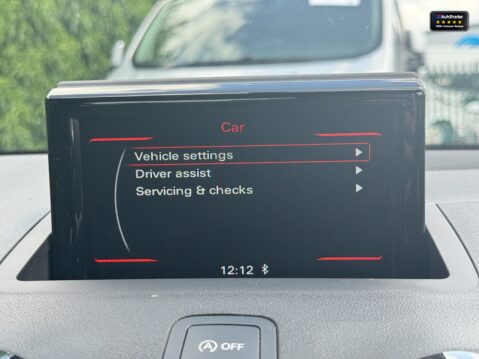 AutoTrader
Car
Vehicle settings
Driver assist
Servicing & checks
12:12
A OFF